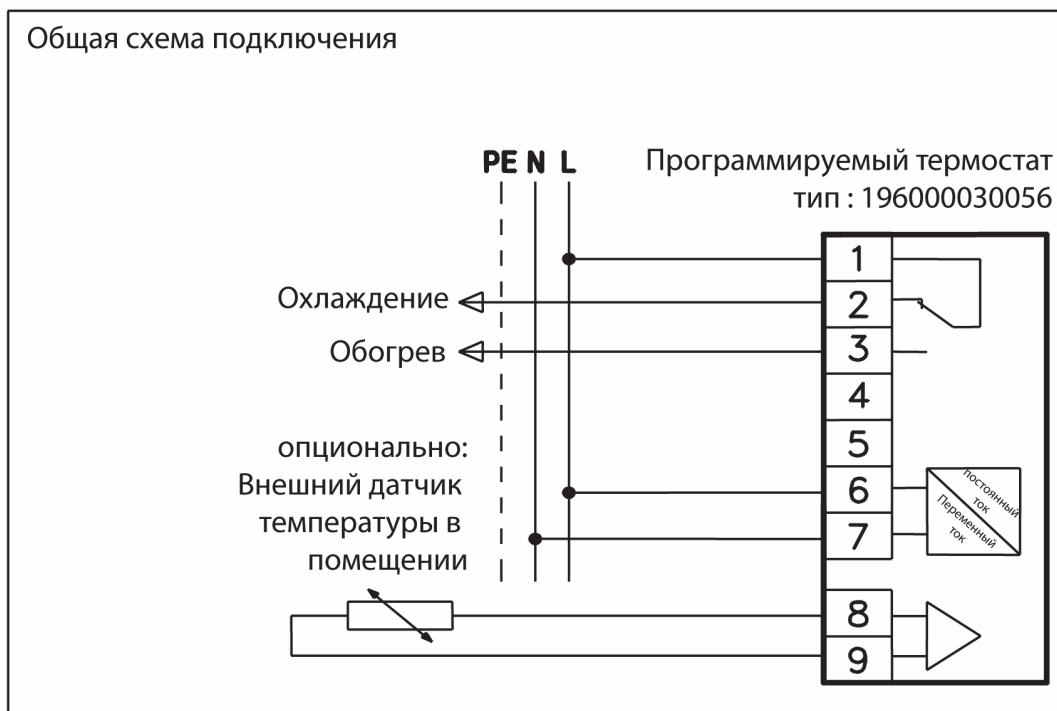 Общая схема подключения
PE N L
Программируемый термостат
тип : 196000030056
1
Охлаждение
2
Обогрев
3
4
опционально:
5
Внешний датчик
6
постоянный
ток
температуры в
Переменный
ток
7
помещении
8
9